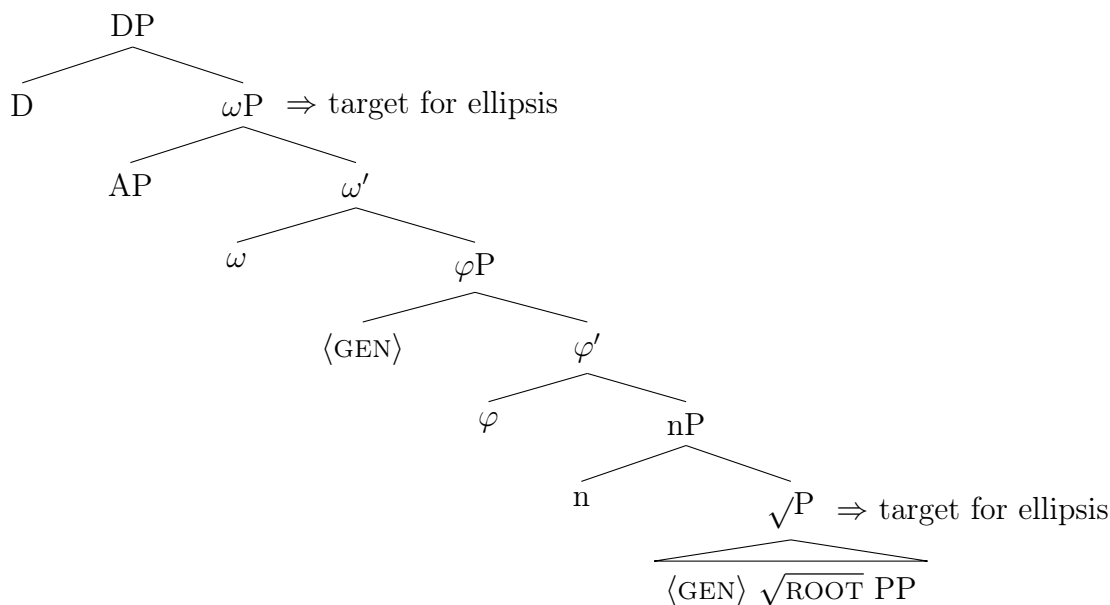 DP
D ωP ⇒ target for ellipsis
AP ω′
ω φP
⟨GEN⟩ φ′
φ nP
n √P ⇒ target for ellipsis
⟨GEN⟩ √ROOT PP